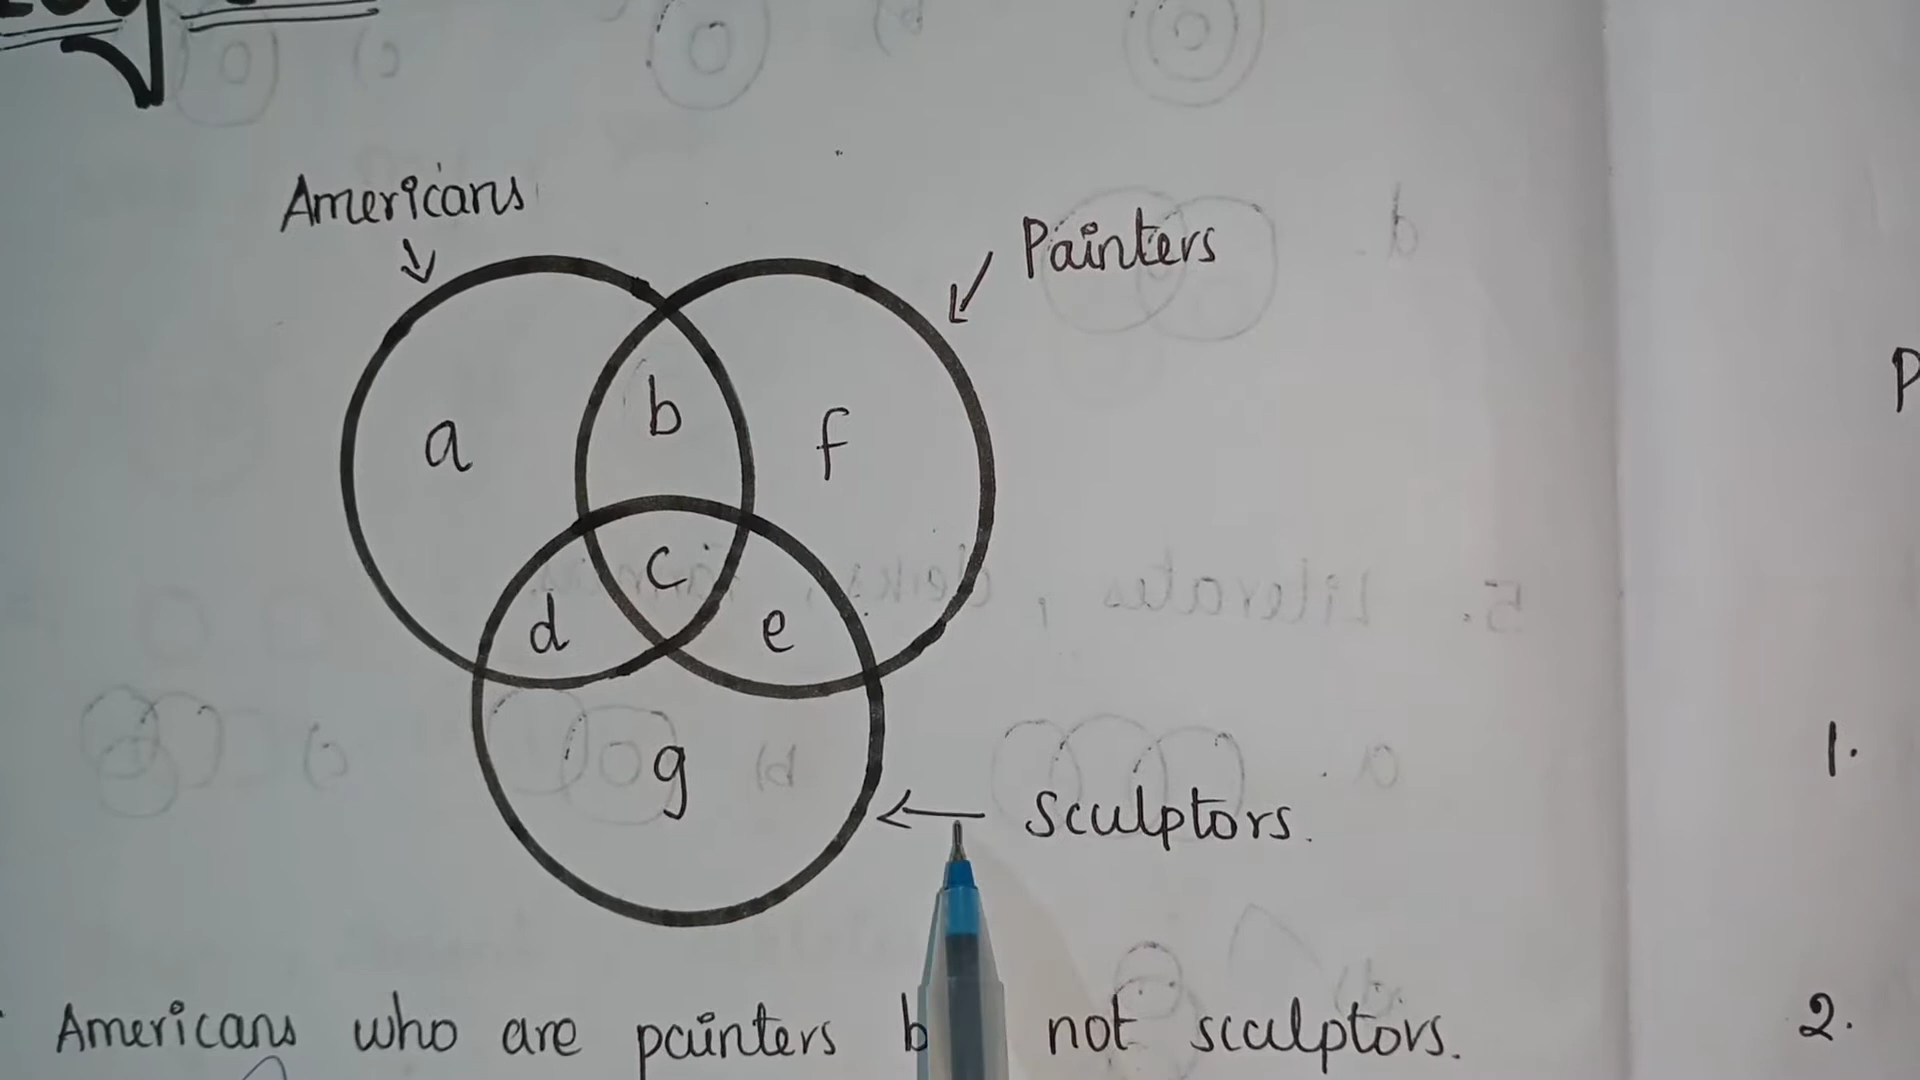 Americans
Painters
b
a
f
c
d
e
g
Sculptors.
Americans who are painters b not sculptors.
P
1.
2.